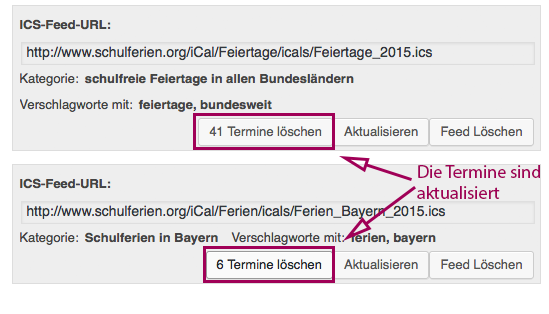 ICS-Feed-URL:
http://www.schulferien.org/iCal/Feiertage/icals/Feiertage_2015.ics
Kategorie: schulfreie Feiertage in allen Bundesländern
Verschlagworte mit: feiertage, bundesweit
41 Termine löschen Aktualisieren Feed Löschen
Die Termine sind
aktualisiert
ICS-Feed-URL:
http://www.schulferien.org/iCal/Ferien/icals/Ferien_Bayern_2015.ics
Kategorie: Schulferien in Bayern Verschlagworte mit: ferien, bayern
6 Termine löschen Aktualisieren Feed Löschen